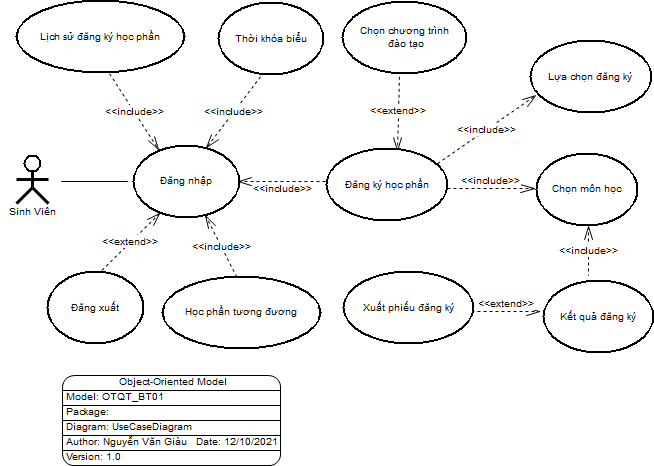 Lịch sử đăng ký học phần
Thời khóa biểu
Chọn chương trình
đào tạo
Lựa chọn đăng ký
<<include>>
<<include>>
<<extend>>
<<include>>
Sinh Viên
Đăng nhập
<<include>>
Đăng ký học phần
<<include>>
Chọn môn học
<<extend>>
<<include>>
<<include>>
Đăng xuất
Học phần tương đương
Xuất phiếu đăng ký
<<extend>>
Kết quả đăng ký
Object-Oriented Model
Model: OTQT_BT01
Package:
Diagram: UseCaseDiagram
Author: Nguyễn Văn Giàu Date: 12/10/2021
Version: 1.0